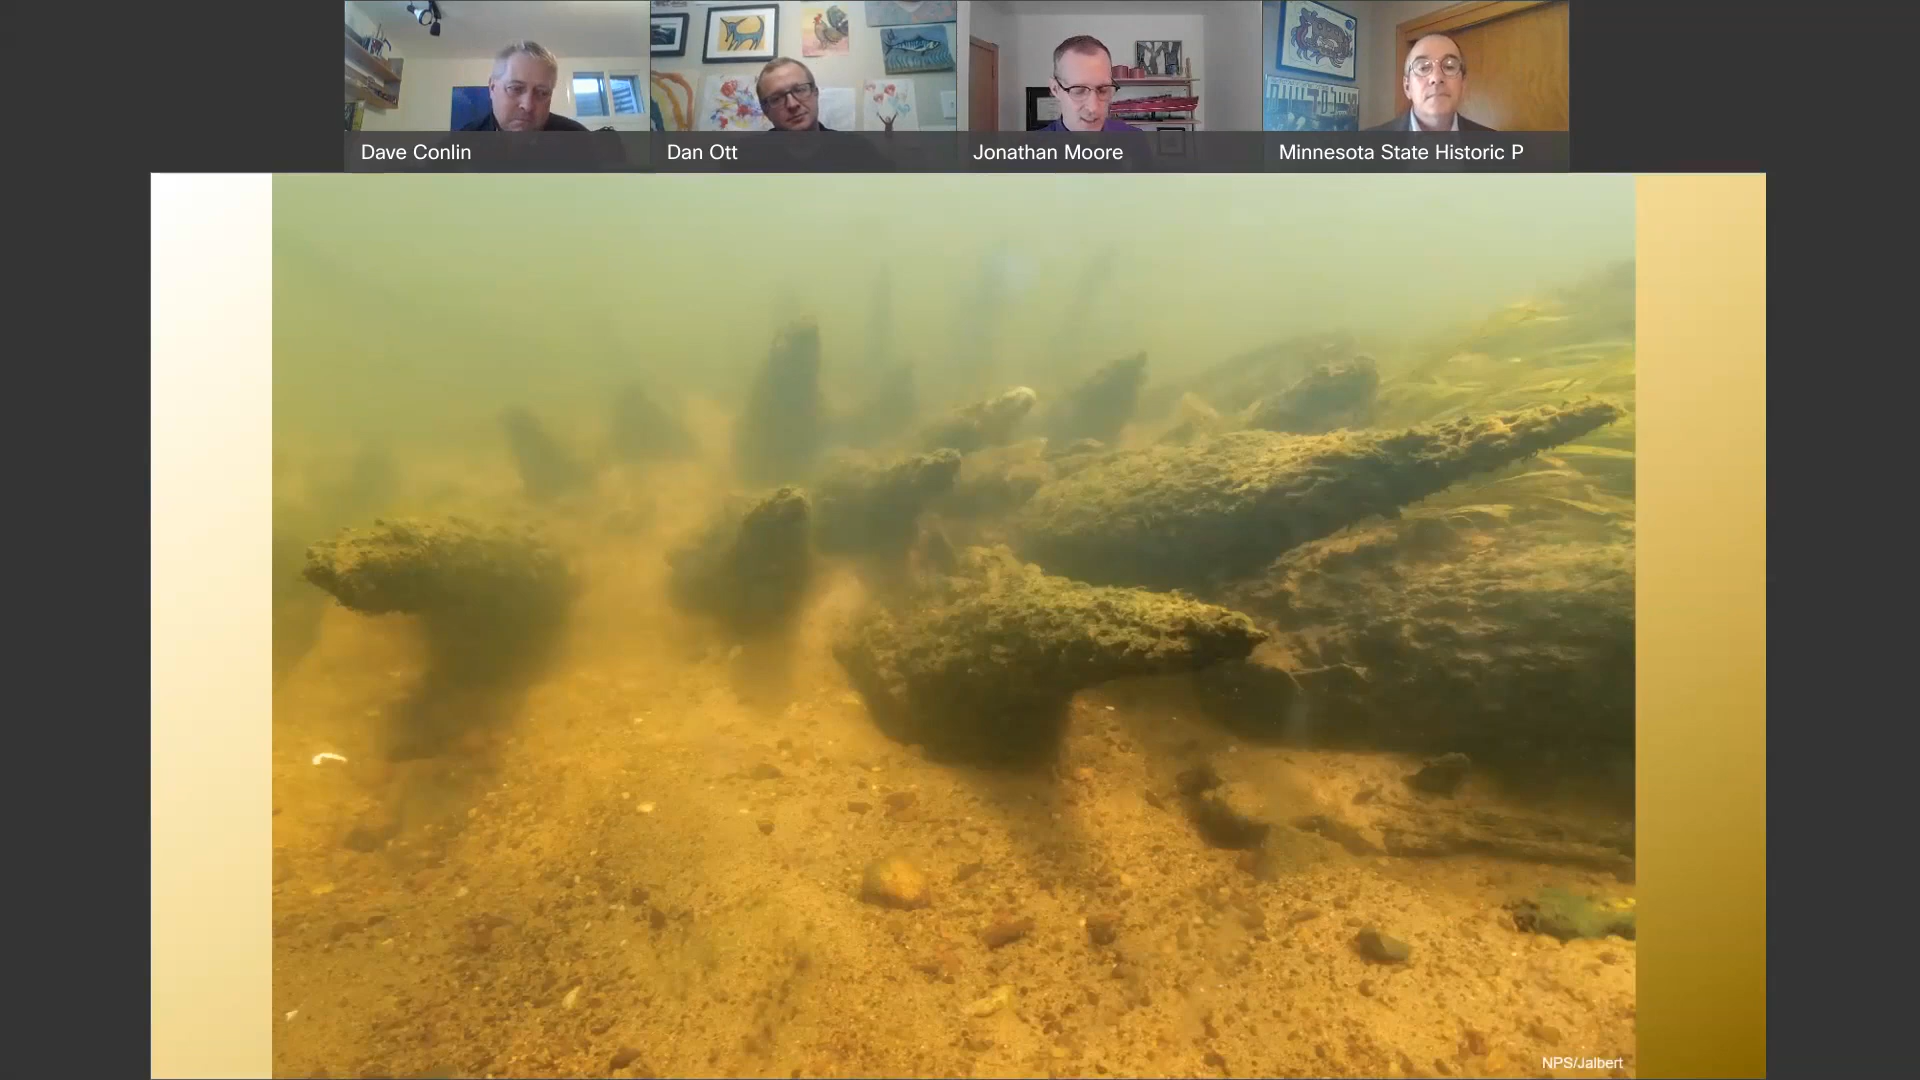 Dave Conlin
Dan Ott
Jonathan Moore
Minnesota State Historic P
NPS/Jalbert